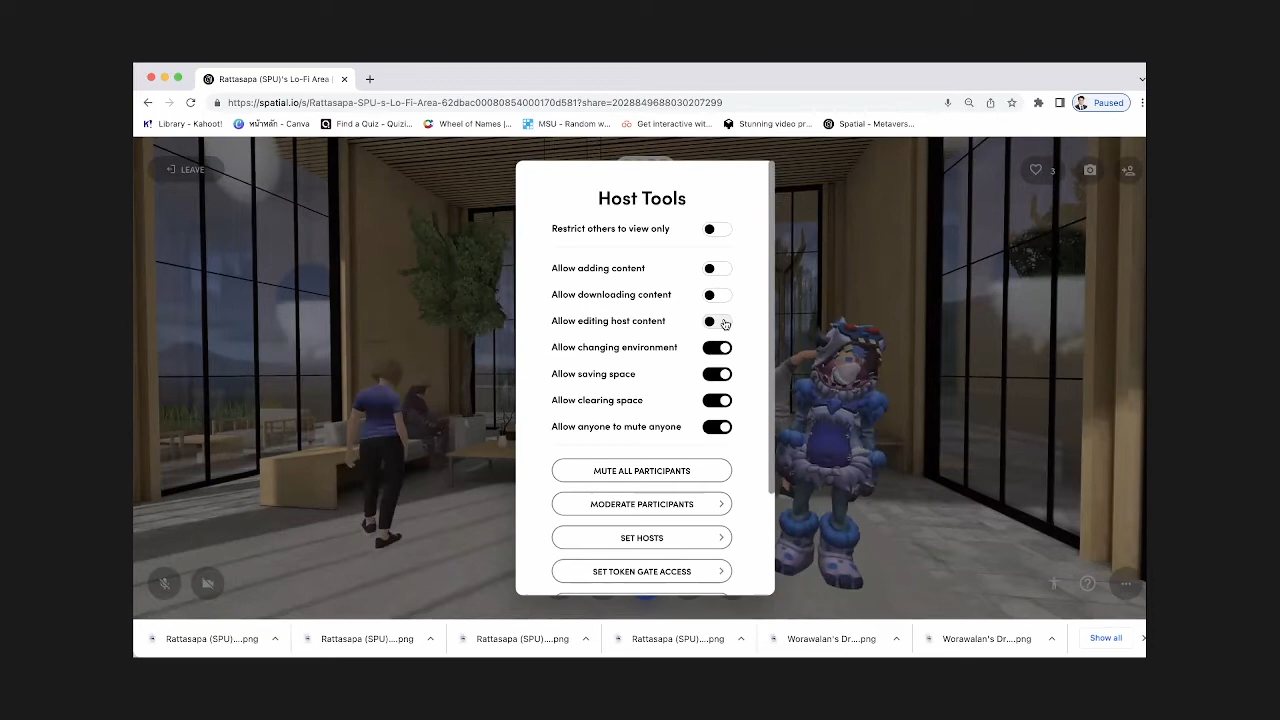 Rattasapa (SPU)'s Lo-Fi Area |
https://spatial.io/s/Rattasapa-SPU-s-Lo-Fi-Area-62dbac00080854000170d581?share=2028849688030207299
Paused
Library - Kahoot!
หน้าหลัก - Canva
Find a Quiz - Quizi...
Wheel of Names |...
MSU - Random w...
Get interactive wit...
Stunning video pr...
Spatial - Metavers...
LEAVE
3
Host Tools
Restrict others to view only
Allow adding content
Allow downloading content
Allow editing host content
Allow changing environment
Allow saving space
Allow clearing space
Allow anyone to mute anyone
MUTE ALL PARTICIPANTS
MODERATE PARTICIPANTS
SET HOSTS
SET TOKEN GATE ACCESS
Rattasapa (SPU)....png
Rattasapa (SPU)....png
Rattasapa (SPU)....png
Rattasapa (SPU)....png
Worawalan's Dr....png
Worawalan's Dr....png
Show all